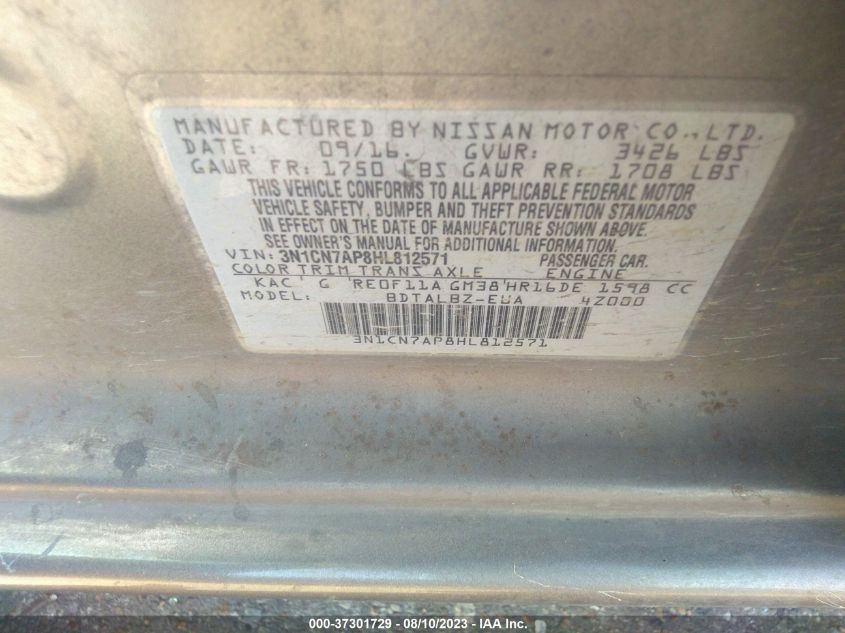 MANUFACTURED BY NISSAN MOTOR CO., LTD.
DATE: 09/16. GVWR: 3426 LBS
GAWR FR: 1750 LBS GAWR RR: 1708 LBS
THIS VEHICLE CONFORMS TO ALL APPLICABLE FEDERAL MOTOR
VEHICLE SAFETY, BUMPER AND THEFT PREVENTION STANDARDS
IN EFFECT ON THE DATE OF MANUFACTURE SHOWN ABOVE.
SEE OWNER'S MANUAL FOR ADDITIONAL INFORMATION.
VIN: 3N1CN7AP8HL812571 PASSENGER CAR.
COLOR TRIM TRANS AXLE ENGINE
KAC G RE0F11A GM38 HR16DE 1598 CC
MODEL: BDTALBZ-EUA 4Z000
3N1CN7AP8HL812571
000-37301729 - 08/10/2023 - IAA Inc.